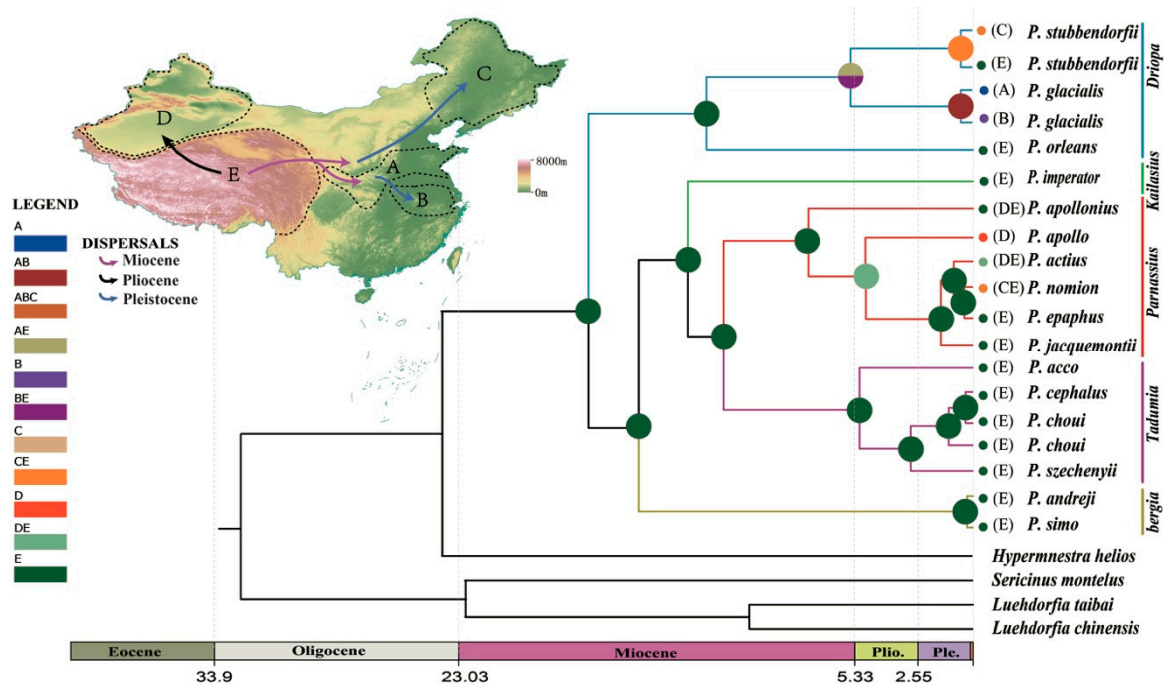 C
D
E
A
B
8000m
0m
LEGEND
A
AB
ABC
AE
B
BE
C
CE
D
DE
E
DISPERSALS
Miocene
Pliocene
Pleistocene
(C) P. stubbendorfii
(E) P. stubbendorfii
(A) P. glacialis
(B) P. glacialis
(E) P. orleans
(E) P. imperator
(DE) P. apollonius
(D) P. apollo
(DE) P. actius
(CE) P. nomion
(E) P. epaphus
(E) P. jacquemontii
(E) P. acco
(E) P. cephalus
(E) P. choui
(E) P. choui
(E) P. szechenyii
(E) P. andreji
(E) P. simo
Hypermnestra helios
Sericinus montelus
Luehdorfia taibai
Luehdorfia chinensis
Driopa
Kailasius
Parnassius
Tadumia
bergia
Eocene Oligocene Miocene Plio. Ple.
33.9 23.03 5.33 2.55